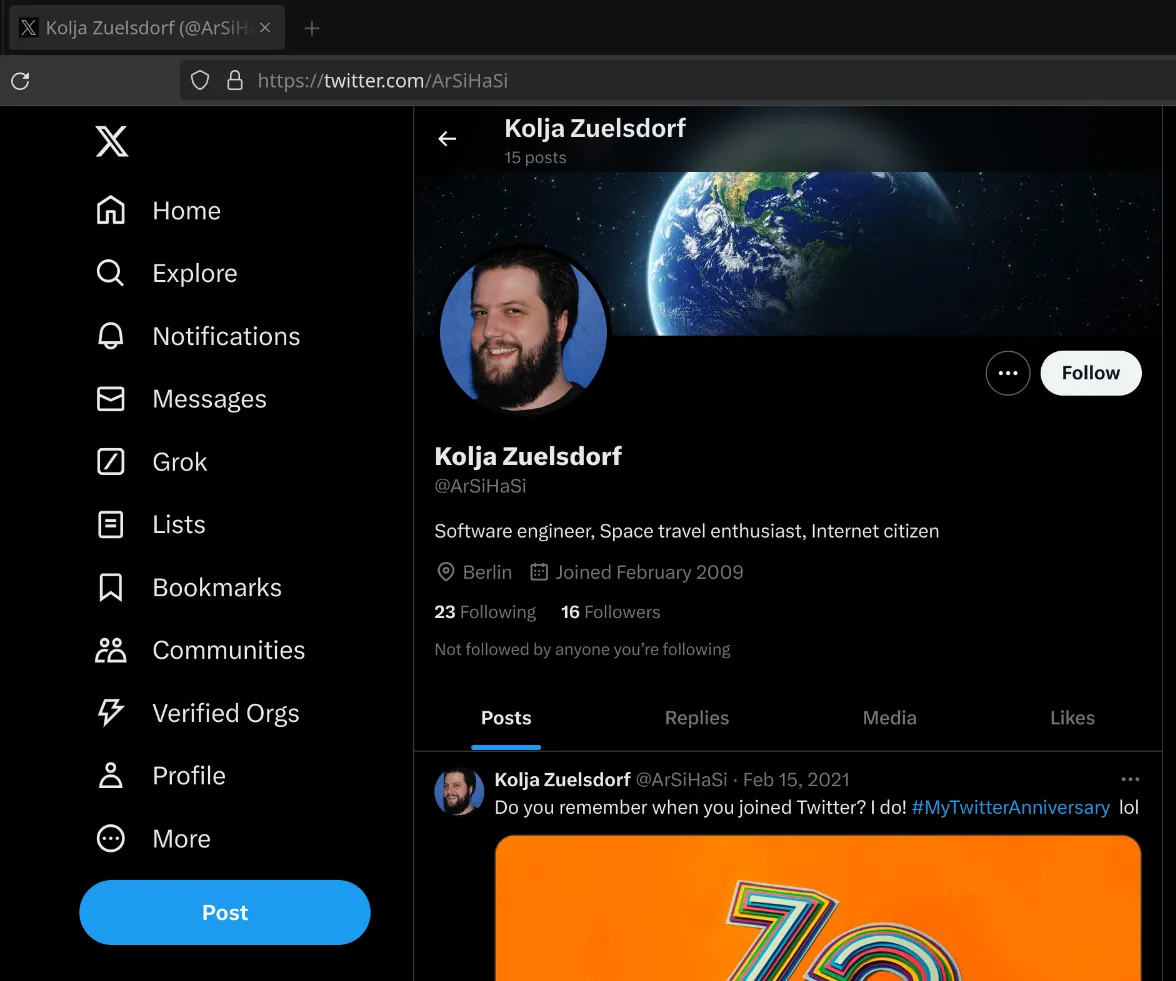 Kolja Zuelsdorf (@ArSiH
https://twitter.com/ArSiHaSi
Kolja Zuelsdorf
15 posts
Home
Explore
Notifications
Messages
Grok
Lists
Bookmarks
Communities
Verified Orgs
Profile
More
Post
Follow
Kolja Zuelsdorf
@ArSiHaSi
Software engineer, Space travel enthusiast, Internet citizen
Berlin Joined February 2009
23 Following 16 Followers
Not followed by anyone you’re following
Posts Replies Media Likes
Kolja Zuelsdorf @ArSiHaSi · Feb 15, 2021
Do you remember when you joined Twitter? I do! #MyTwitterAnniversary lol
12